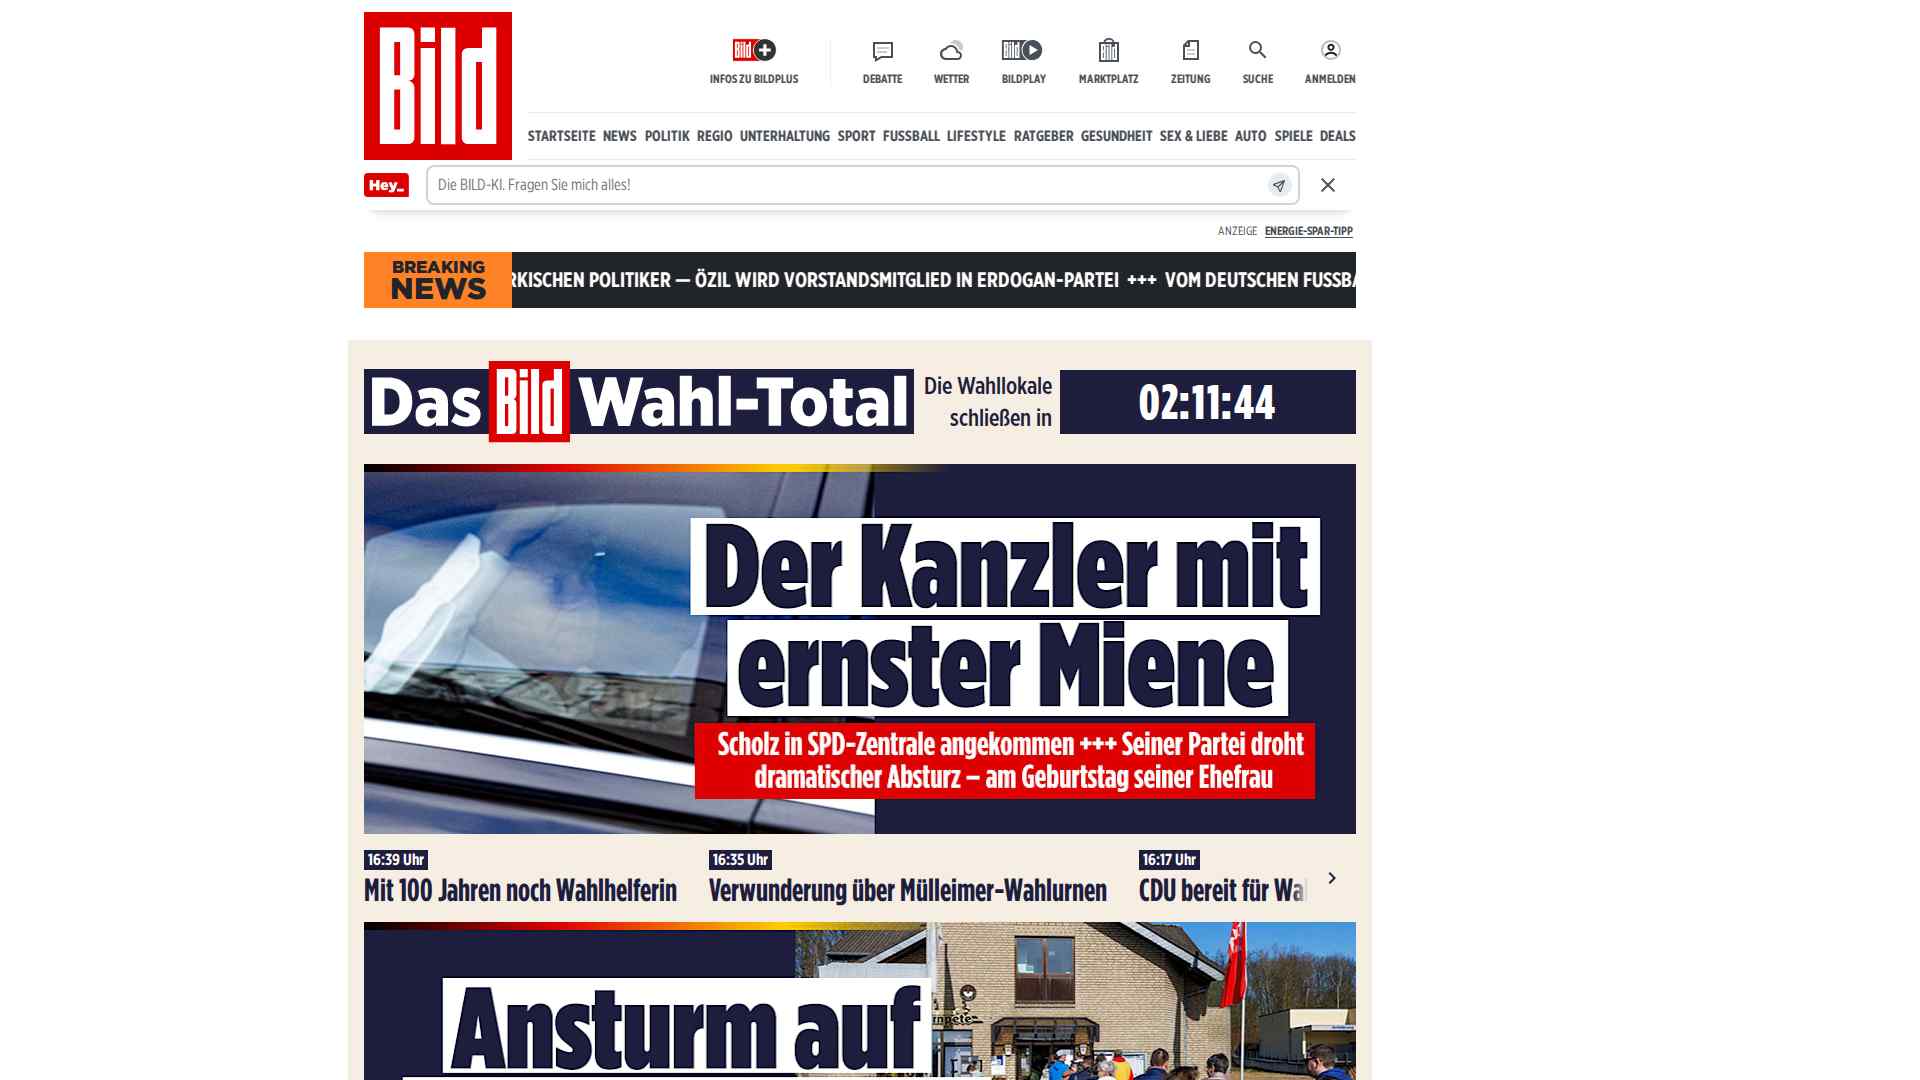 Bild
Bild
INFOS ZU BILDPLUS
DEBATTE
WETTER
Bild
BILDPLAY
Bild
MARKTPLATZ
ZEITUNG
SUCHE
ANMELDEN
STARTSEITE NEWS POLITIK REGIO UNTERHALTUNG SPORT FUSSBALL LIFESTYLE RATGEBER GESUNDHEIT SEX & LIEBE AUTO SPIELE DEALS
Hey_
Die BILD-KI. Fragen Sie mich alles!
ANZEIGE ENERGIE-SPAR-TIPP
BREAKING
NEWS
RKISCHEN POLITIKER — ÖZIL WIRD VORSTANDSMITGLIED IN ERDOGAN-PARTEI +++ VOM DEUTSCHEN FUSSBA
Das Bild Wahl-Total
Die Wahllokale
schließen in
02:11:44
Der Kanzler mit
ernster Miene
Scholz in SPD-Zentrale angekommen +++ Seiner Partei droht
dramatischer Absturz – am Geburtstag seiner Ehefrau
16:39 Uhr
Mit 100 Jahren noch Wahlhelferin
16:35 Uhr
Verwunderung über Mülleimer-Wahlurnen
16:17 Uhr
CDU bereit für Wal
Ansturm auf